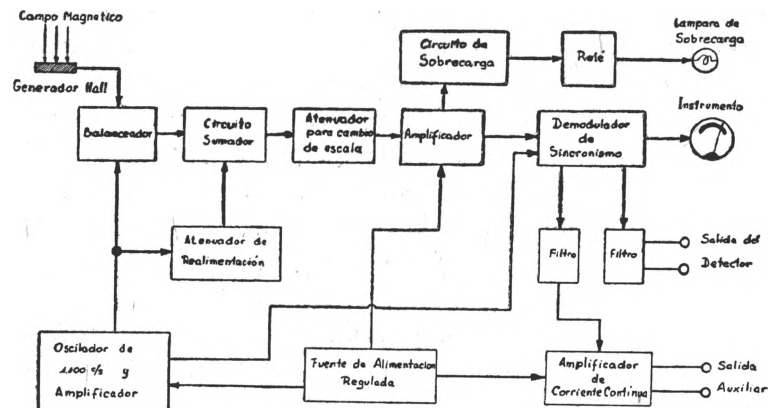 Campo Magnetico
Generador Hall
Balanceador
Circuito
Sumador
Atenuador
para cambio
de escala
Amplificador
Circuito de
Sobrecarga
Relé
Lampara de
Sobrecarga
Demodulador
de
Sincronismo
Instrumento
Atenuador de
Realimentación
Filtro
Filtro
Salida del
Detector
Oscilador de
1.100 c/s y
Amplificador
Fuente de Alimentacion
Regulada
Amplificador
de
Corriente Contínua
Salida
Auxiliar